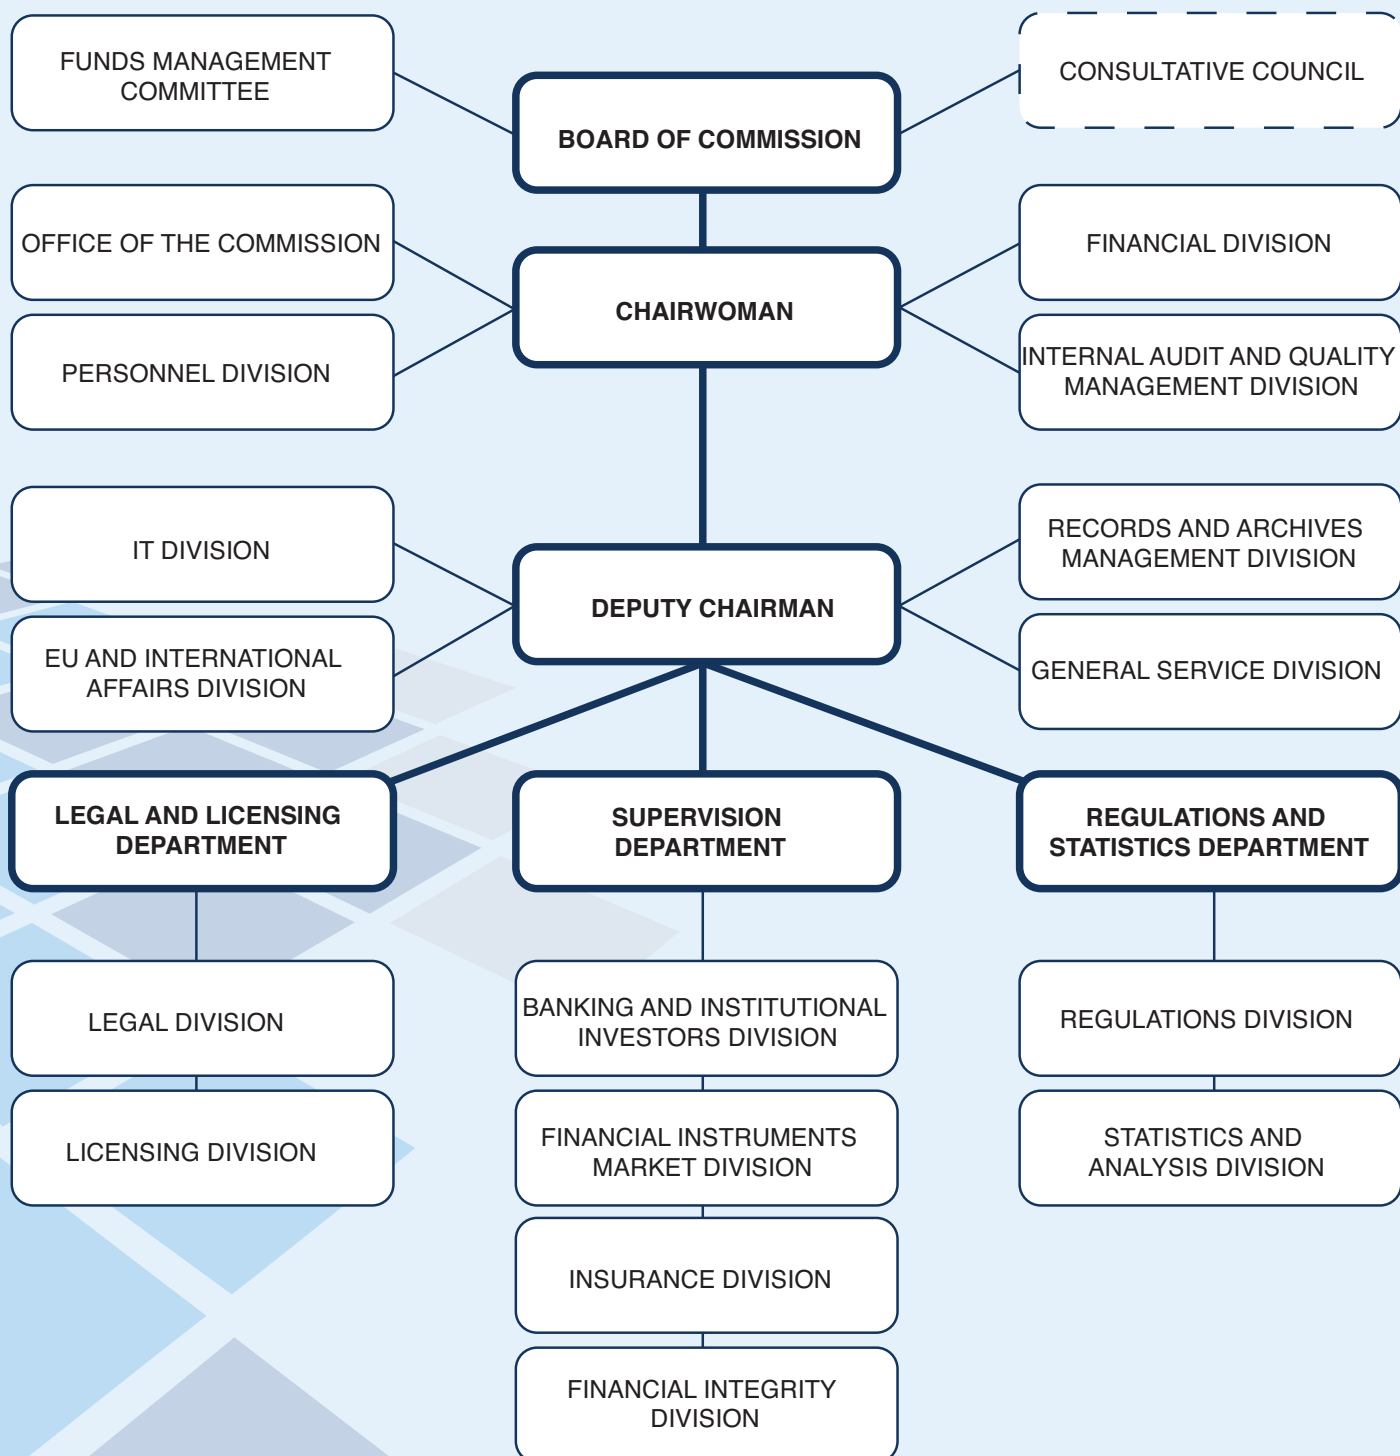 FUNDS MANAGEMENT
COMMITTEE
CONSULTATIVE COUNCIL
BOARD OF COMMISSION
OFFICE OF THE COMMISSION
FINANCIAL DIVISION
CHAIRWOMAN
PERSONNEL DIVISION
INTERNAL AUDIT AND QUALITY
MANAGEMENT DIVISION
IT DIVISION
RECORDS AND ARCHIVES
MANAGEMENT DIVISION
DEPUTY CHAIRMAN
EU AND INTERNATIONAL
AFFAIRS DIVISION
GENERAL SERVICE DIVISION
LEGAL AND LICENSING
DEPARTMENT
SUPERVISION
DEPARTMENT
REGULATIONS AND
STATISTICS DEPARTMENT
LEGAL DIVISION
BANKING AND INSTITUTIONAL
INVESTORS DIVISION
REGULATIONS DIVISION
LICENSING DIVISION
FINANCIAL INSTRUMENTS
MARKET DIVISION
STATISTICS AND
ANALYSIS DIVISION
INSURANCE DIVISION
FINANCIAL INTEGRITY
DIVISION